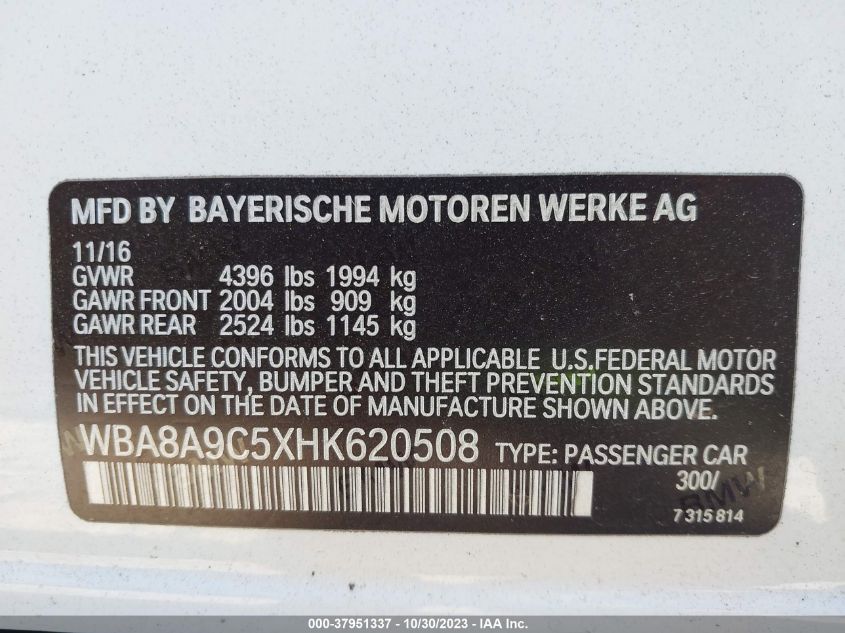 MFD BY BAYERISCHE MOTOREN WERKE AG
11/16
GVWR 4396 lbs 1994 kg
GAWR FRONT 2004 lbs 909 kg
GAWR REAR 2524 lbs 1145 kg
THIS VEHICLE CONFORMS TO ALL APPLICABLE U.S.FEDERAL MOTOR
VEHICLE SAFETY, BUMPER AND THEFT PREVENTION STANDARDS
IN EFFECT ON THE DATE OF MANUFACTURE SHOWN ABOVE.
WBA8A9C5XHK620508 TYPE: PASSENGER CAR
300/
BMW
7 315 814
000-37951337 - 10/30/2023 - IAA Inc.